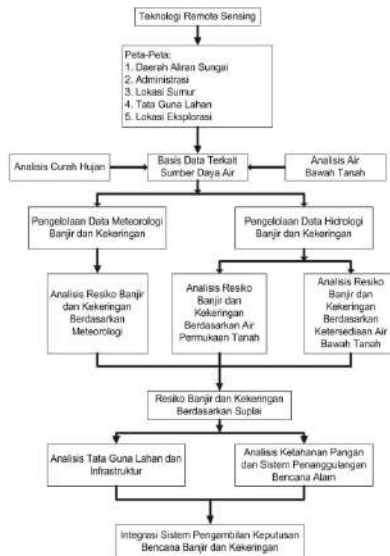 Teknologi Remote Sensing
Peta-Peta:
1. Daerah Aliran Sungai
2. Administrasi
3. Lokasi Sumur
4. Tata Guna Lahan
5. Lokasi Eksplorasi
Analisis Curah Hujan
Basis Data Terkait
Sumber Daya Air
Analisis Air
Bawah Tanah
Pengelolaan Data Meteorologi
Banjir dan Kekeringan
Pengelolaan Data Hidrologi
Banjir dan Kekeringan
Analisis Resiko Banjir
dan Kekeringan
Berdasarkan
Meteorologi
Analisis Resiko
Banjir dan
Kekeringan
Berdasarkan Air
Permukaan Tanah
Analisis Resiko
Banjir dan
Kekeringan
Berdasarkan
Ketersediaan Air
Bawah Tanah
Resiko Banjir dan Kekeringan
Berdasarkan Suplai
Analisis Tata Guna Lahan dan
Infrastruktur
Analisis Ketahanan Pangan
dan Sistem Penanggulangan
Bencana Alam
Integrasi Sistem Pengambilan Keputusan
Bencana Banjir dan Kekeringan